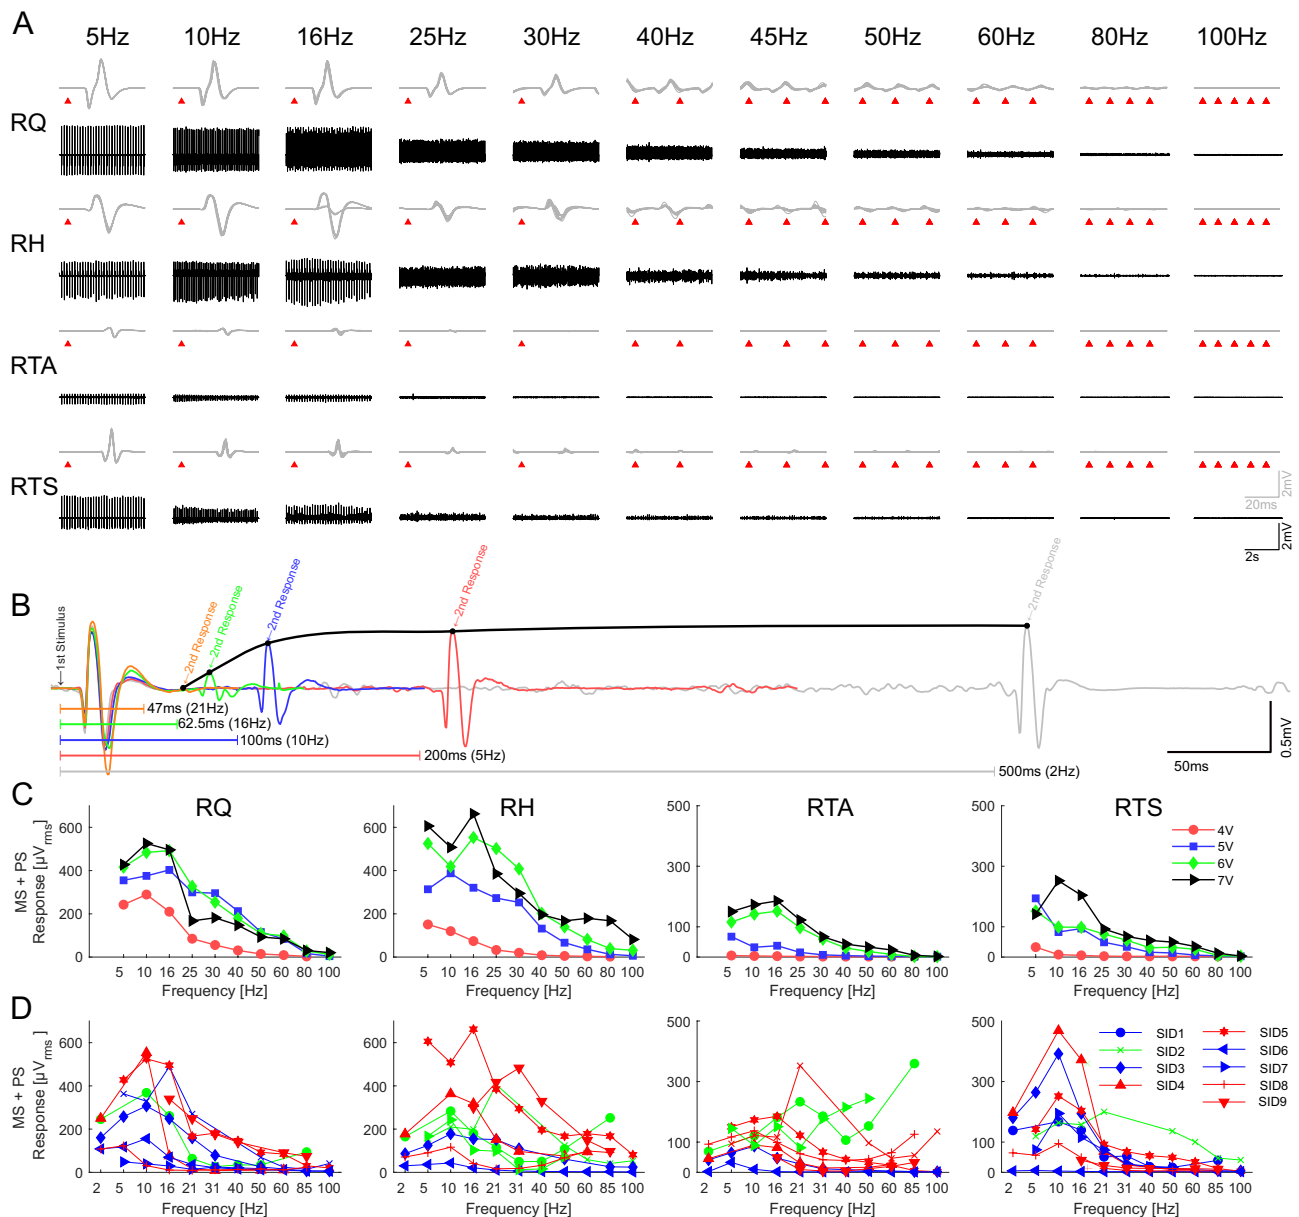 A
5Hz 10Hz 16Hz 25Hz 30Hz 40Hz 45Hz 50Hz 60Hz 80Hz 100Hz
RQ
RH
RTA
RTS
2mV
20ms
2mV
2s
B
←1st Stimulus
←2nd Response
←2nd Response
←2nd Response
←2nd Response
←2nd Response
47ms (21Hz)
62.5ms (16Hz)
100ms (10Hz)
200ms (5Hz)
500ms (2Hz)
0.5mV
50ms
C
RQ RH RTA RTS
MS + PS
Response [µVrms]
600
400
200
0
5 10 16 25 30 40 50 60 80 100
Frequency [Hz]
600
400
200
0
5 10 16 25 30 40 50 60 80 100
Frequency [Hz]
500
300
100
0
5 10 16 25 30 40 50 60 80 100
Frequency [Hz]
500
300
100
0
5 10 16 25 30 40 50 60 80 100
Frequency [Hz]
4V
5V
6V
7V
D
MS + PS
Response [µVrms]
600
400
200
0
2 5 10 16 21 31 40 50 60 85 100
Frequency [Hz]
600
400
200
0
2 5 10 16 21 31 40 50 60 85 100
Frequency [Hz]
500
300
100
0
2 5 10 16 21 31 40 50 60 85 100
Frequency [Hz]
500
300
100
0
2 5 10 16 21 31 40 50 60 85 100
Frequency [Hz]
SID1
SID2
SID3
SID4
SID5
SID6
SID7
SID8
SID9